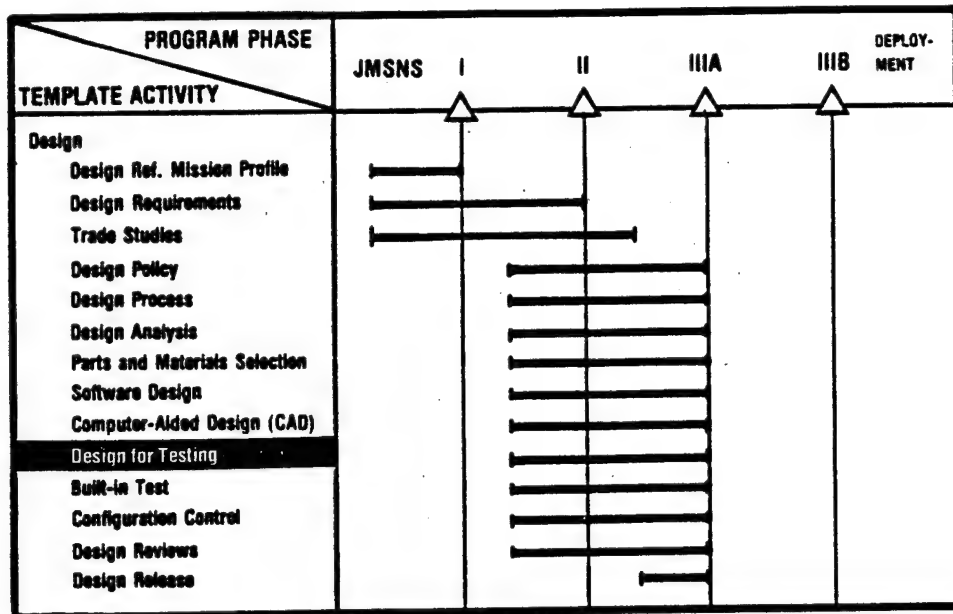 PROGRAM PHASE
TEMPLATE ACTIVITY
JMSNS I II IIIA IIIB DEPLOY-
MENT
Design
Design Ref. Mission Profile
Design Requirements
Trade Studies
Design Policy
Design Process
Design Analysis
Parts and Materials Selection
Software Design
Computer-Aided Design (CAD)
Design for Testing
Built-in Test
Configuration Control
Design Reviews
Design Release